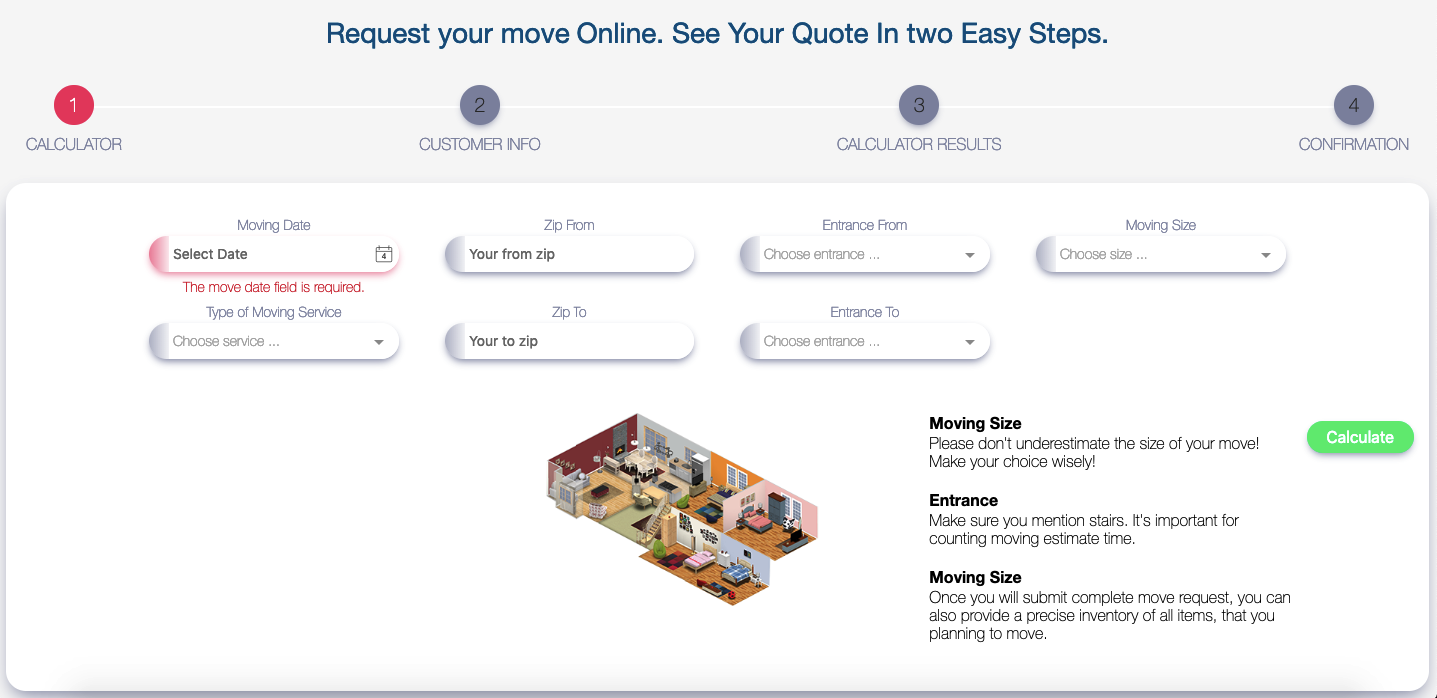 Request your move Online. See Your Quote In two Easy Steps.
1
2
3
4
CALCULATOR
CUSTOMER INFO
CALCULATOR RESULTS
CONFIRMATION
Moving Date
Zip From
Entrance From
Moving Size
Select Date
4
Your from zip
Choose entrance ...
Choose size ...
The move date field is required.
Type of Moving Service
Zip To
Entrance To
Choose service ...
Your to zip
Choose entrance ...
Moving Size
Please don't underestimate the size of your move!
Make your choice wisely!
Calculate
Entrance
Make sure you mention stairs. It's important for
counting moving estimate time.
Moving Size
Once you will submit complete move request, you can
also provide a precise inventory of all items, that you
planning to move.